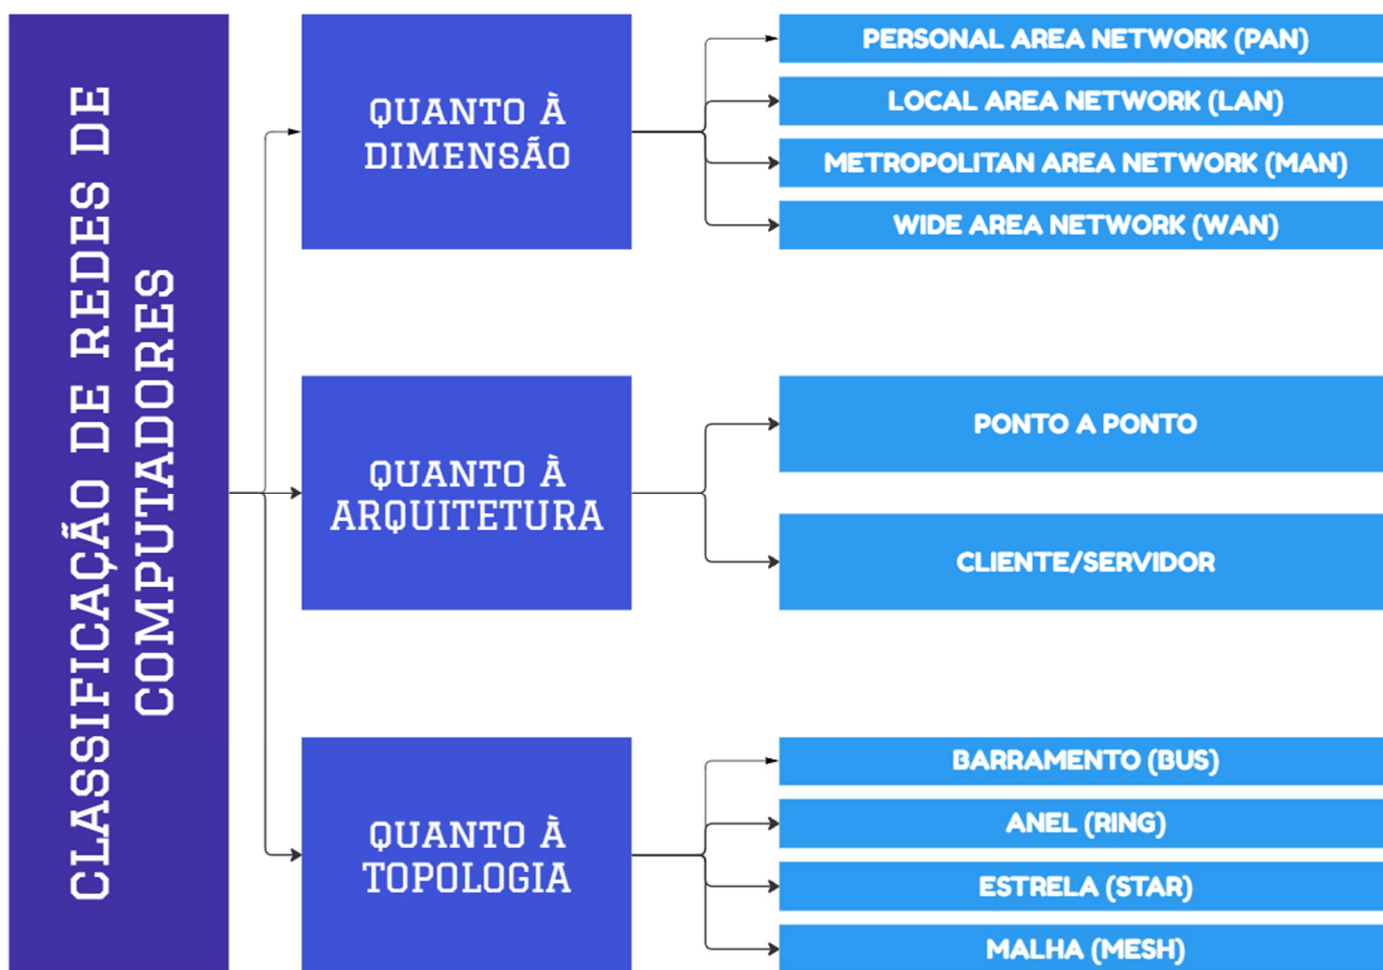 CLASSIFICAÇÃO DE REDES DE
COMPUTADORES
QUANTO À
DIMENSÃO
PERSONAL AREA NETWORK (PAN)
LOCAL AREA NETWORK (LAN)
METROPOLITAN AREA NETWORK (MAN)
WIDE AREA NETWORK (WAN)
QUANTO À
ARQUITETURA
PONTO A PONTO
CLIENTE/SERVIDOR
QUANTO À
TOPOLOGIA
BARRAMENTO (BUS)
ANEL (RING)
ESTRELA (STAR)
MALHA (MESH)